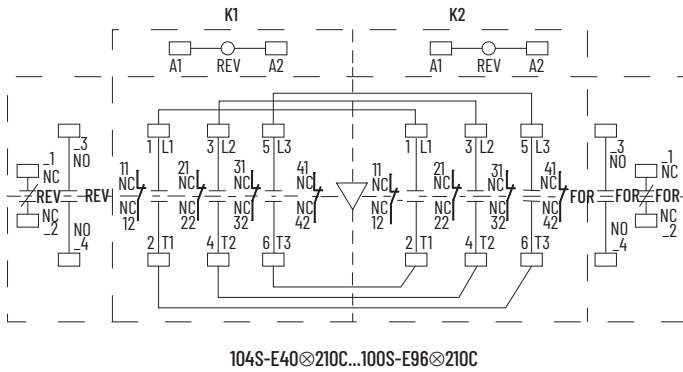 K1 K2
A1 REV A2 A1 REV A2
1 L1 3 L2 5 L3 1 L1 3 L2 5 L3
_3 NO _3 NO
_1 NC _1 NC
11 NC 21 NC 31 NC 41 NC 11 NC 21 NC 31 NC 41 NC
REV REV FOR FOR FOR
NC 12 NC 22 NC 32 NC 42 NC 12 NC 22 NC 32 NC 42
NC _2 NC _2
NO _4 NO _4
2 T1 4 T2 6 T3 2 T1 4 T2 6 T3
104S-E40⊗210C...100S-E96⊗210C